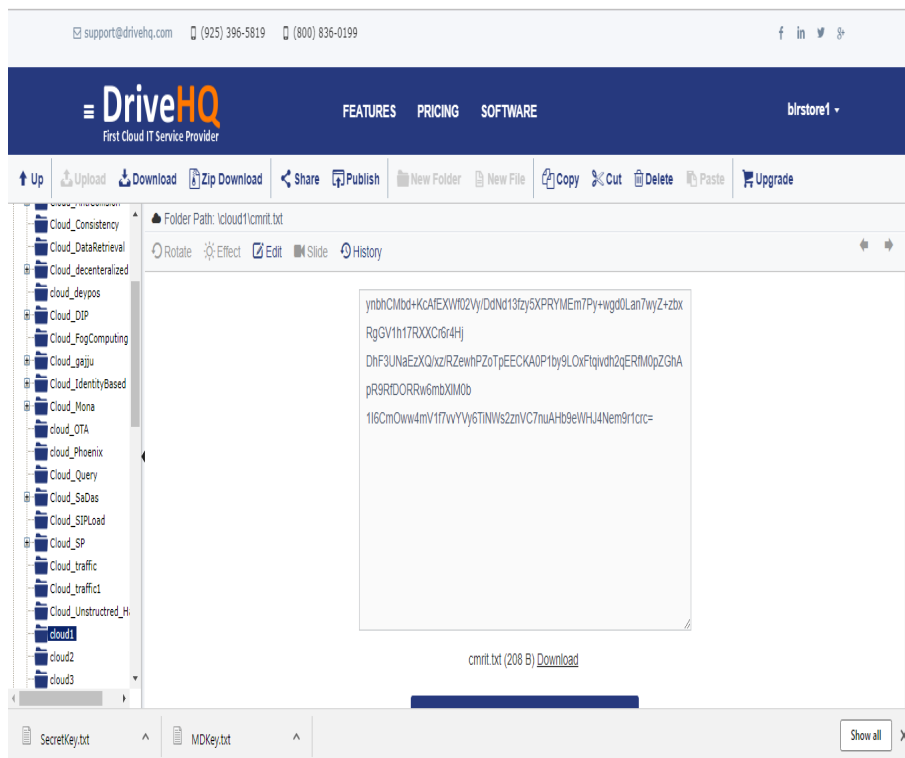 support@drivehq.com (925) 396-5819 (800) 836-0199
DriveHQ
First Cloud IT Service Provider
FEATURES PRICING SOFTWARE
blrstore1
Up Upload Download Zip Download Share Publish New Folder New File Copy Cut Delete Paste Upgrade
Folder Path: \cloud1\cmrit.txt
Rotate Effect Edit Slide History
Cloud_Consistency
Cloud_DataRetrieval
Cloud_decenteralized
cloud_deypos
Cloud_DIP
Cloud_FogComputing
Cloud_gajju
Cloud_IdentityBased
Cloud_Mona
cloud_OTA
cloud_Phoenix
Cloud_Query
Cloud_SaDas
Cloud_SIPLoad
Cloud_SP
Cloud_traffic
Cloud_traffic1
Cloud_Unstructred_H
cloud1
cloud2
cloud3
ynbhCMbd+KcAfEXWf02Vy/DdNd13fzy5XPRYMEm7Py+wgd0Lan7wyZ+zbx
RgGV1h17RXXCr6r4Hj
DhF3UNaEzXQ/xz/RZewhPZoTpEECKA0P1by9LOxFtqivdh2qERfM0pZGhA
pR9RfDORRw6mbXlM0b
1I6CmOww4mV1f7vvYVy6TiNWs2znVC7nuAHb9eWHJ4Nem9r1crc=
cmrit.txt (208 B) Download
SecretKey.txt MDKey.txt Show all